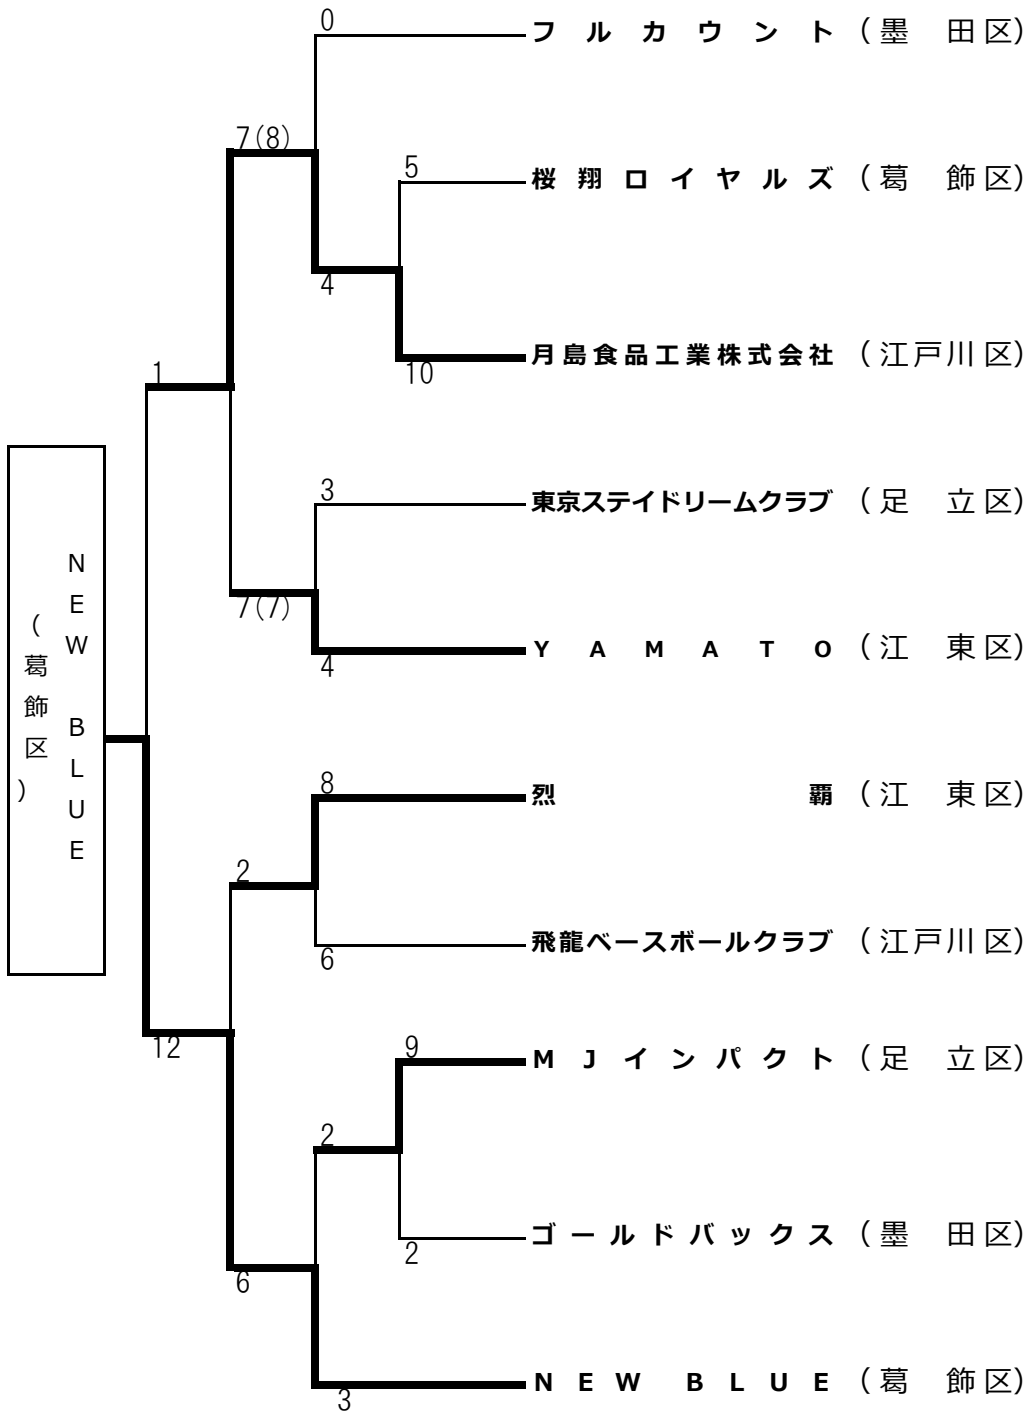 0
フルカウント (墨田区)
7(8)
5
桜翔ロイヤルズ (葛飾区)
4
月島食品工業株式会社 (江戸川区)
10
1
3
東京ステイドリームクラブ (足立区)
7(7)
YAMATO (江東区)
4
NEW BLUE
(葛飾区)
8
烈覇 (江東区)
2
飛龍ベースボールクラブ (江戸川区)
6
12
9
MJインパクト (足立区)
2
ゴールドバックス (墨田区)
2
6
NEW BLUE (葛飾区)
3